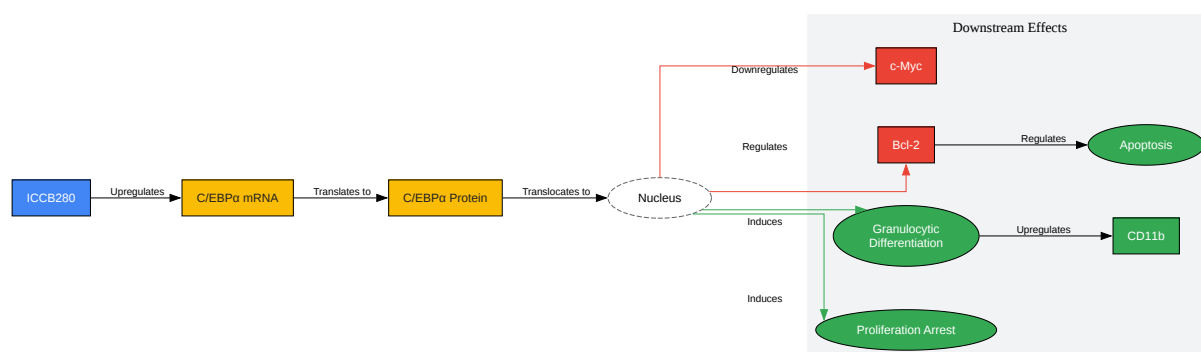 Downstream Effects
c-Myc
Downregulates
Bcl-2
Regulates
Apoptosis
Regulates
ICCB280
Upregulates
C/EBPα mRNA
Translates to
C/EBPα Protein
Translocates to
Nucleus
Induces
Granulocytic
Differentiation
Upregulates
CD11b
Induces
Proliferation Arrest